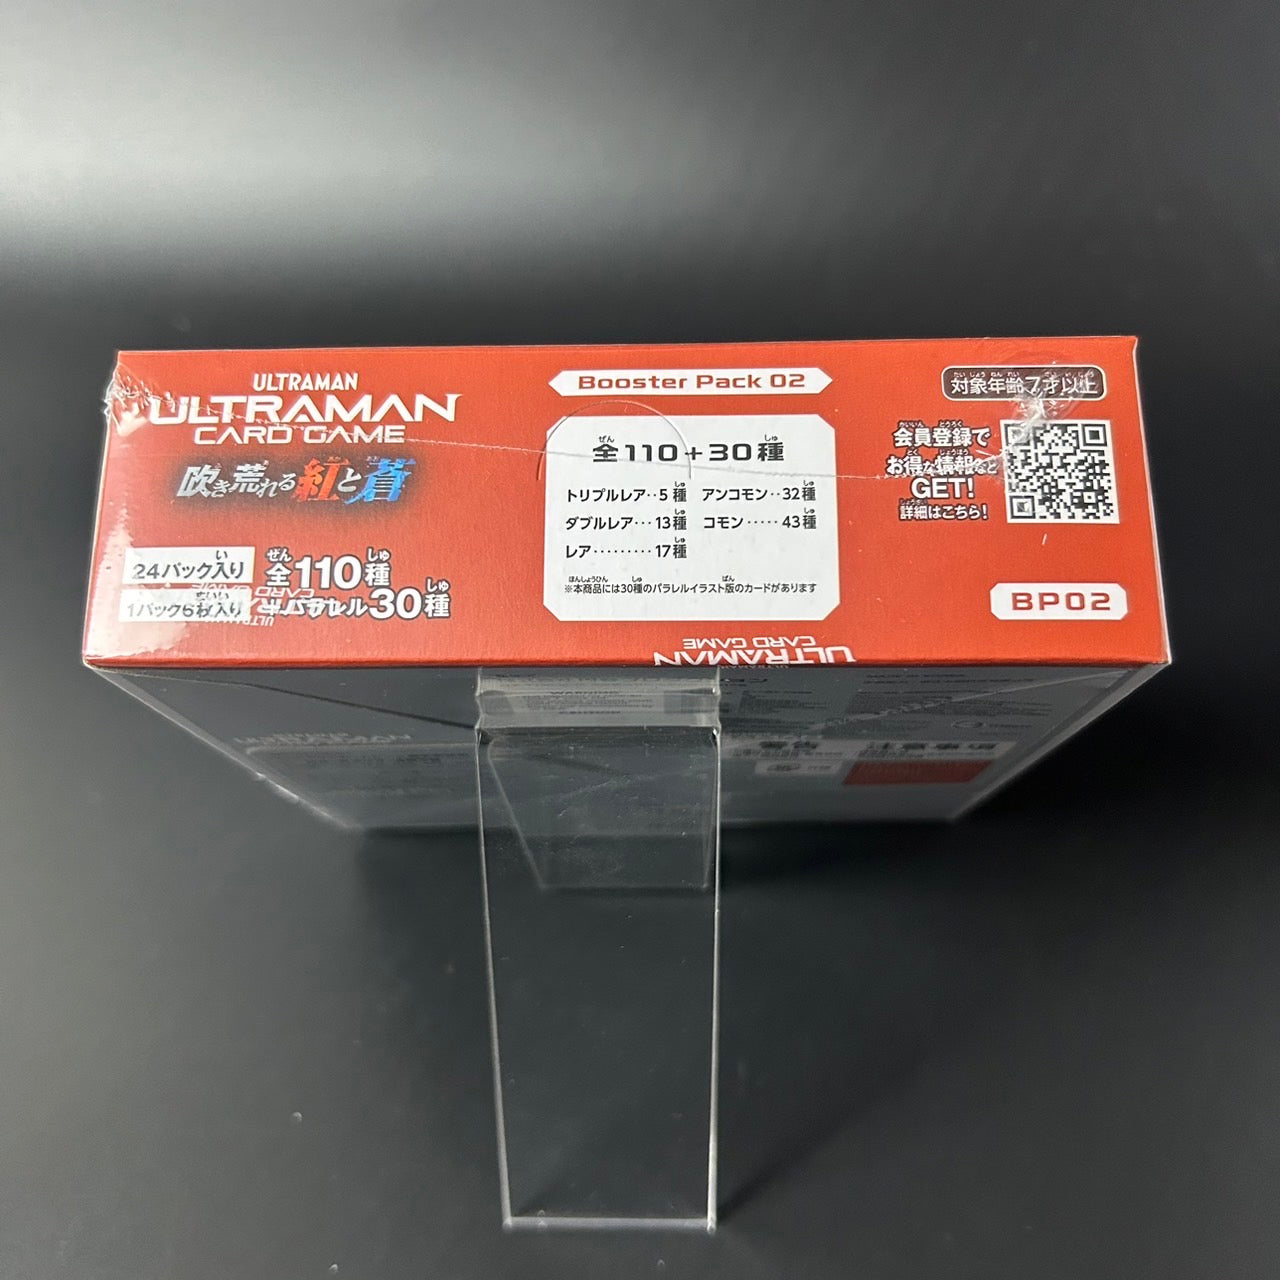 ULTRAMAN
ULTRAMAN
CARD GAME
吹き荒れる紅と蒼
24パック入り
1パック6枚入り
全110種
30種
Booster Pack 02
全110+30種
トリプルレア‥5種 アンコモン‥32種
ダブルレア…13種 コモン‥‥‥43種
レア………17種
※本商品には30種のパラレルイラスト版のカードがあります
対象年齢7才以上
会員登録で
お得な情報など
GET!
詳細はこちら!
BP02
ULTRAMAN
CARD GAME